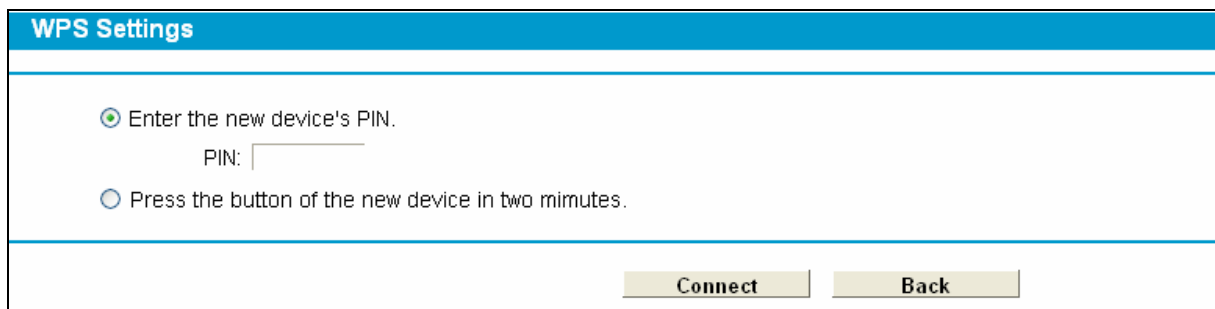 WPS Settings
Enter the new device's PIN.
PIN:
Press the button of the new device in two mimutes.
Connect Back